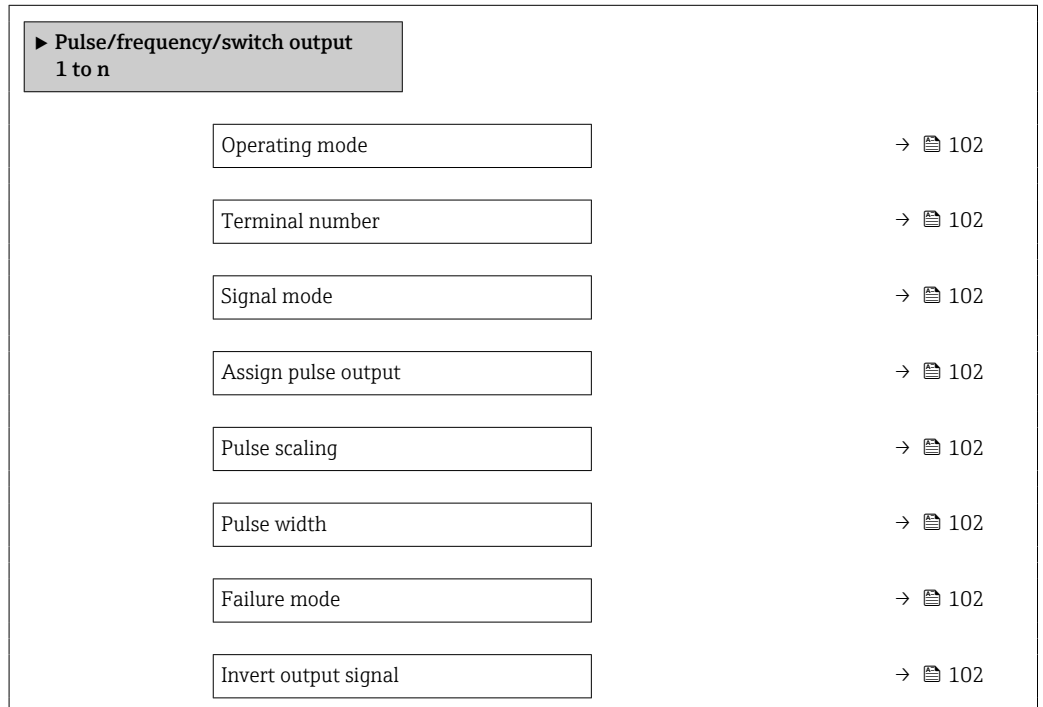 ► Pulse/frequency/switch output
1 to n
Operating mode → 102
Terminal number → 102
Signal mode → 102
Assign pulse output → 102
Pulse scaling → 102
Pulse width → 102
Failure mode → 102
Invert output signal → 102